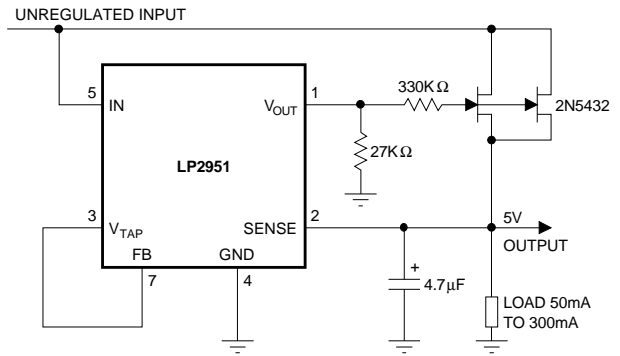 UNREGULATED INPUT
5
IN
1
VOUT
330KΩ
2N5432
27KΩ
LP2951
3
VTAP
SENSE
2
5V
OUTPUT
FB
GND
7
4
+
4.7µF
LOAD 50mA
TO 300mA